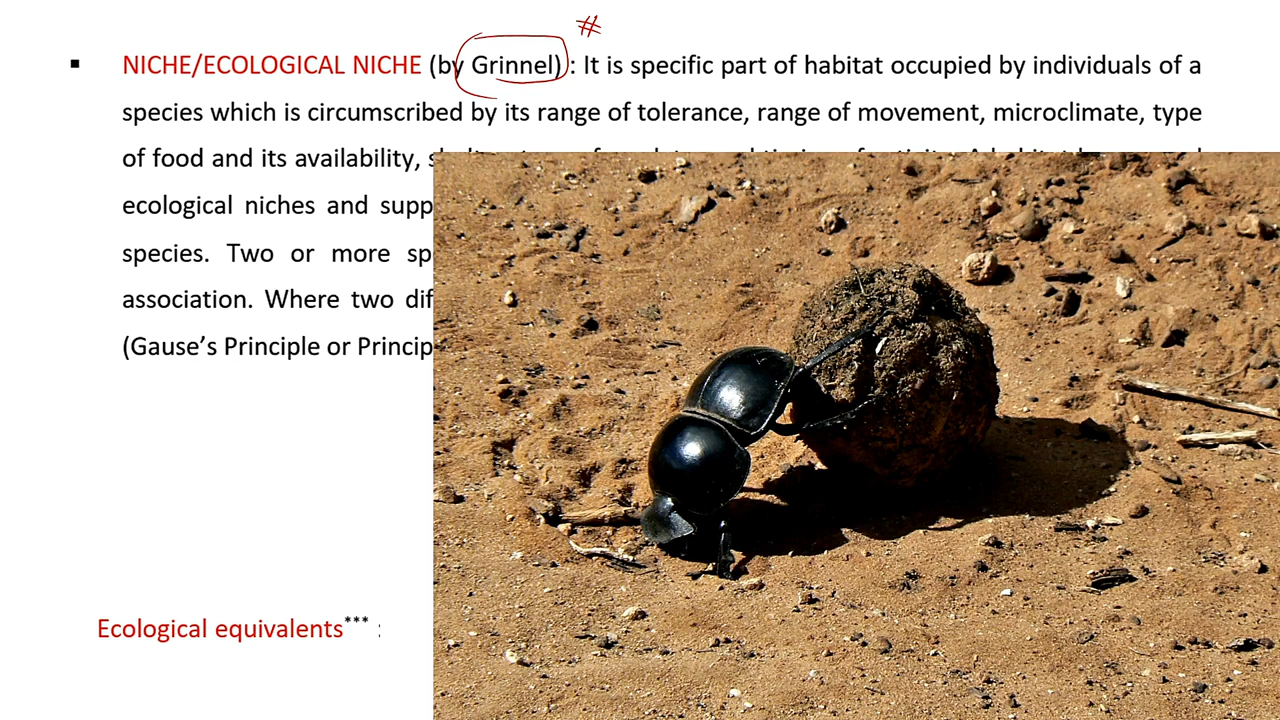 ▪ NICHE/ECOLOGICAL NICHE (by Grinnel) : It is specific part of habitat occupied by individuals of a
species which is circumscribed by its range of tolerance, range of movement, microclimate, type
of food and its availability,
ecological niches and supp
species. Two or more sp
association. Where two dif
(Gause’s Principle or Princip
Ecological equivalents*** :
#